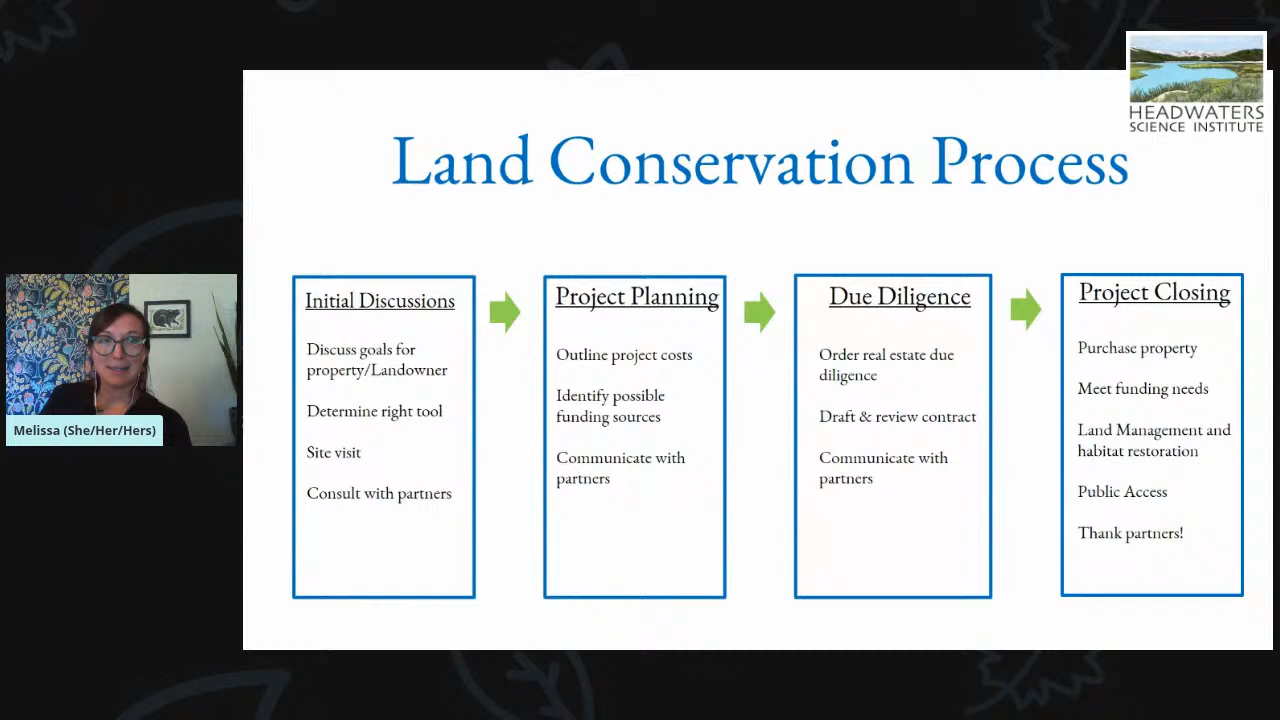 HEADWATERS
SCIENCE INSTITUTE
Land Conservation Process
Initial Discussions
Discuss goals for
property/Landowner
Determine right tool
Site visit
Consult with partners
Project Planning
Outline project costs
Identify possible
funding sources
Communicate with
partners
Due Diligence
Order real estate due
diligence
Draft & review contract
Communicate with
partners
Project Closing
Purchase property
Meet funding needs
Land Management and
habitat restoration
Public Access
Thank partners!
Melissa (She/Her/Hers)